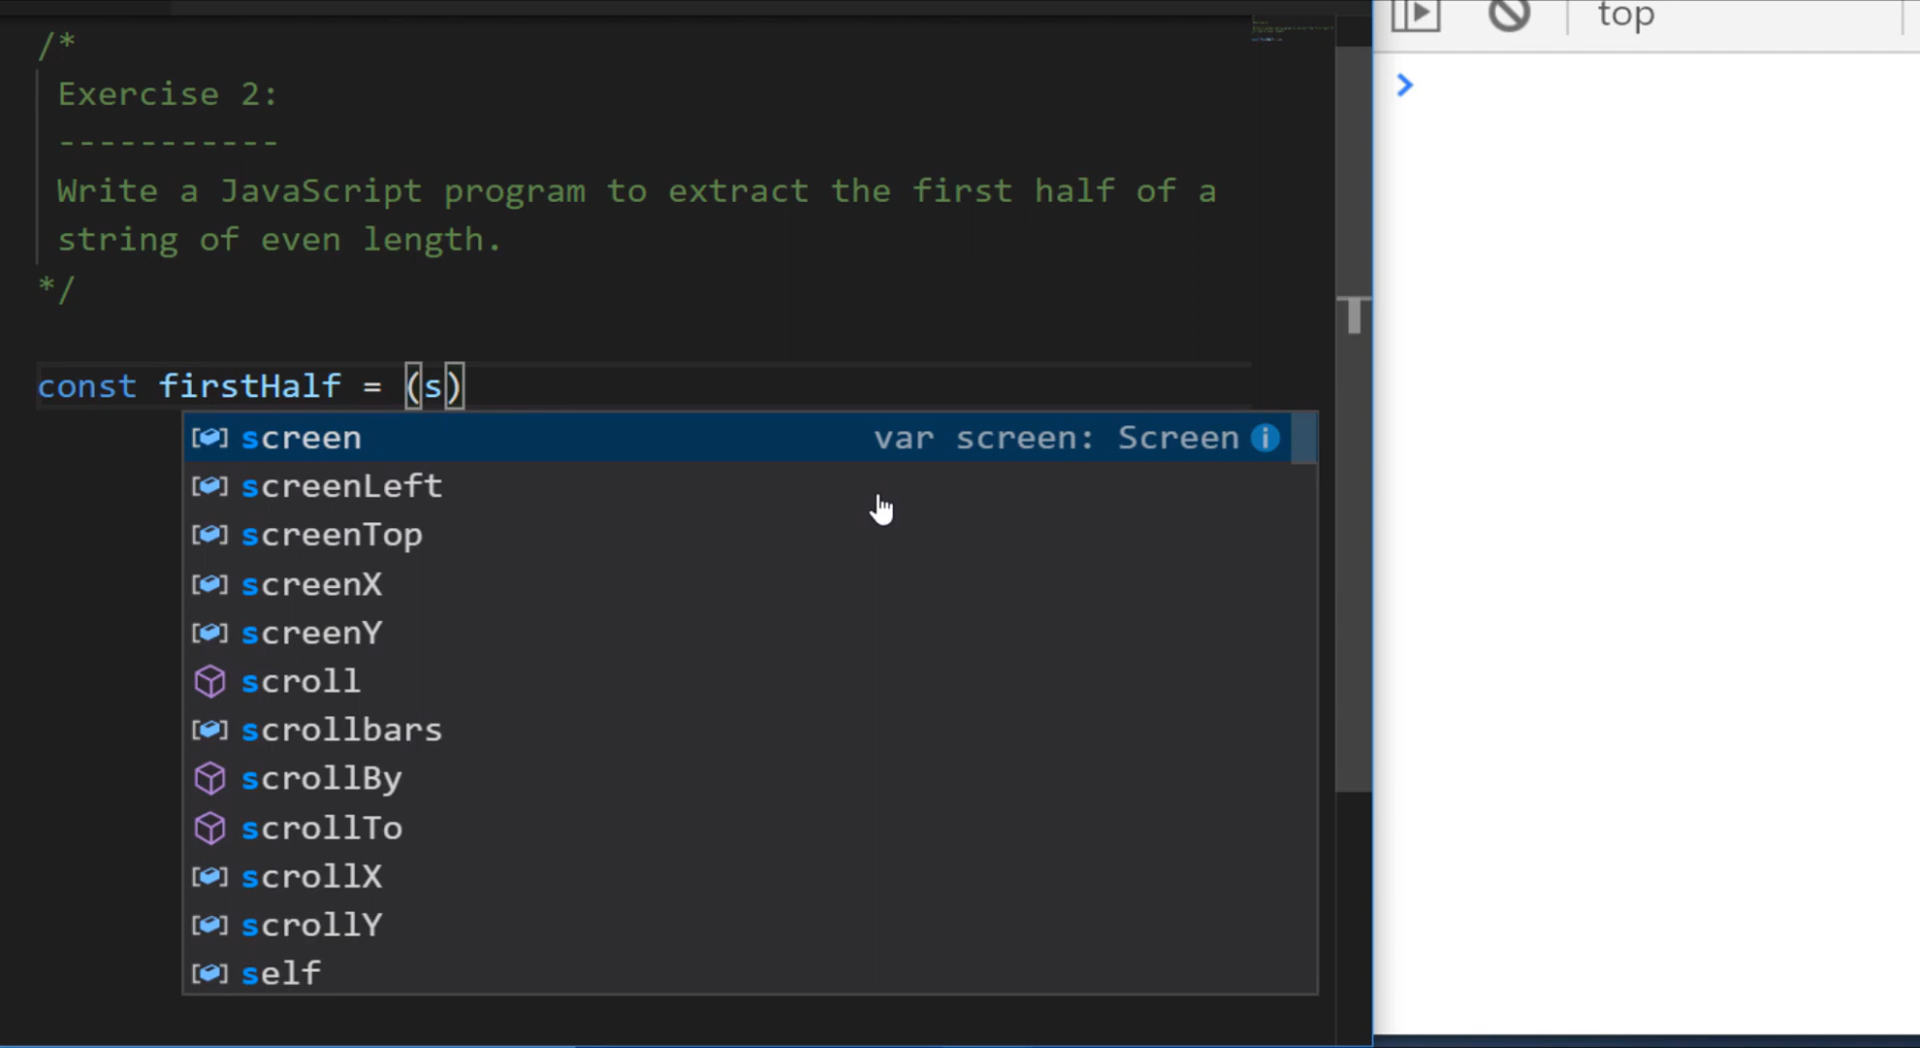 /*
Exercise 2:
-----------
Write a JavaScript program to extract the first half of a
string of even length.
*/
const firstHalf = (s)
screen var screen: Screen
screenLeft
screenTop
screenX
screenY
scroll
scrollbars
scrollBy
scrollTo
scrollX
scrollY
self
top